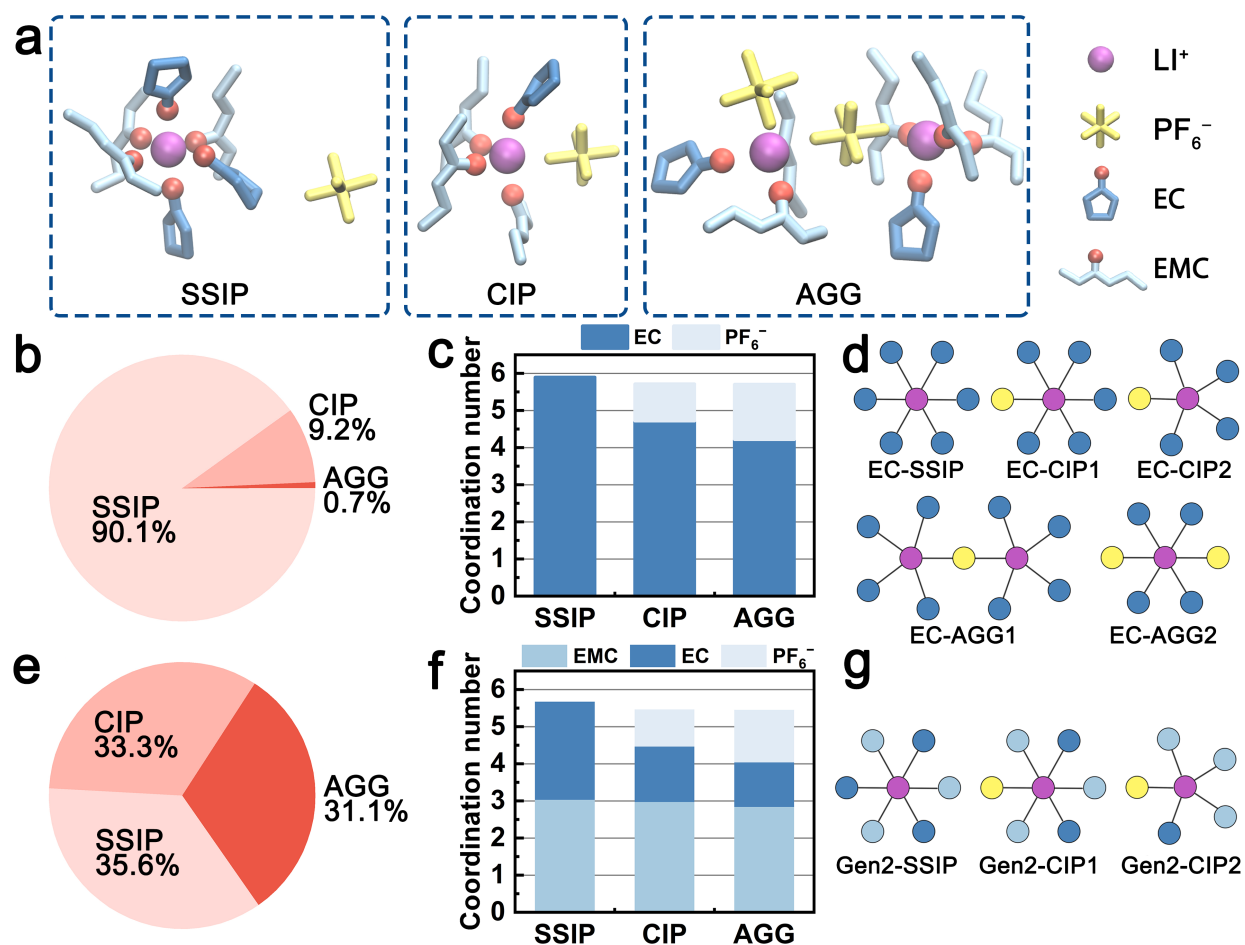 a
SSIP
CIP
AGG
LI⁺
PF₆⁻
EC
EMC
b
CIP
9.2%
AGG
0.7%
SSIP
90.1%
c
EC
PF₆⁻
Coordination number
6
5
4
3
2
1
0
SSIP
CIP
AGG
d
EC-SSIP
EC-CIP1
EC-CIP2
EC-AGG1
EC-AGG2
e
CIP
33.3%
AGG
31.1%
SSIP
35.6%
f
EMC
EC
PF₆⁻
Coordination number
6
5
4
3
2
1
0
SSIP
CIP
AGG
g
Gen2-SSIP
Gen2-CIP1
Gen2-CIP2